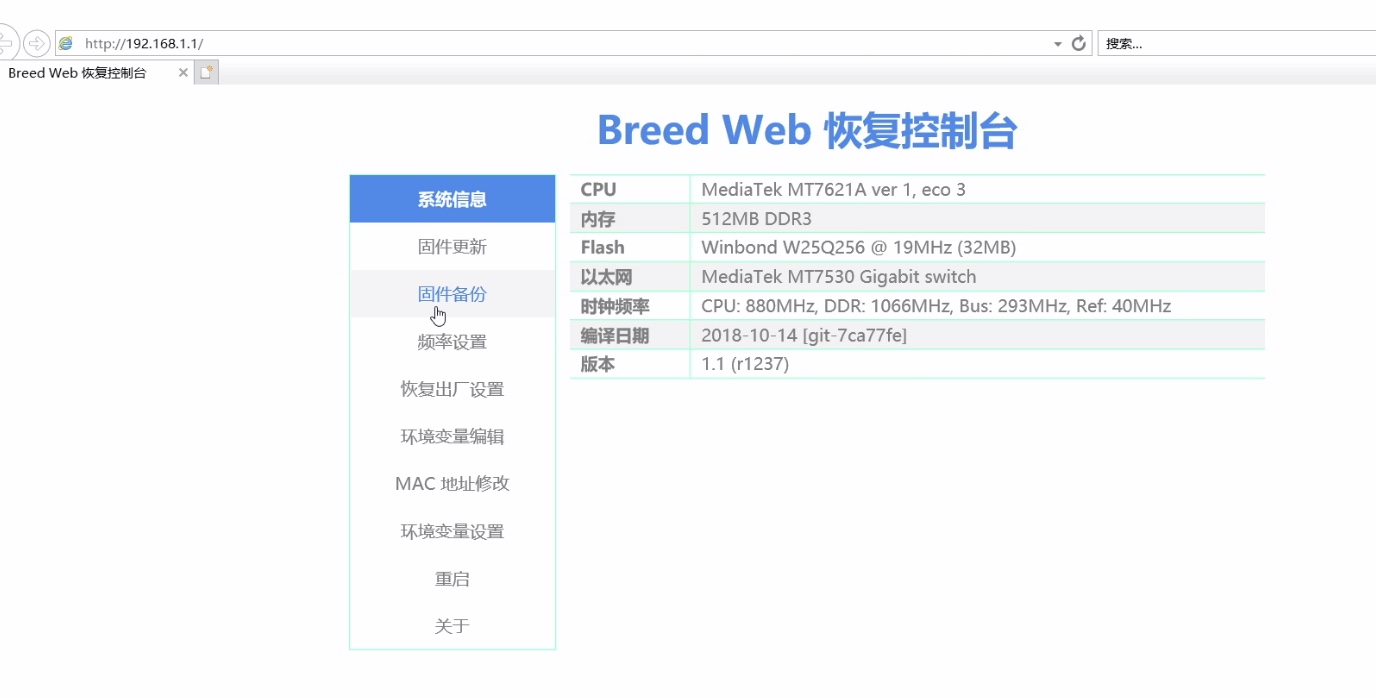 http://192.168.1.1/
搜索...
Breed Web 恢复控制台
Breed Web 恢复控制台
系统信息
固件更新
固件备份
频率设置
恢复出厂设置
环境变量编辑
MAC 地址修改
环境变量设置
重启
关于
CPU MediaTek MT7621A ver 1, eco 3
内存 512MB DDR3
Flash Winbond W25Q256 @ 19MHz (32MB)
以太网 MediaTek MT7530 Gigabit switch
时钟频率 CPU: 880MHz, DDR: 1066MHz, Bus: 293MHz, Ref: 40MHz
编译日期 2018-10-14 [git-7ca77fe]
版本 1.1 (r1237)